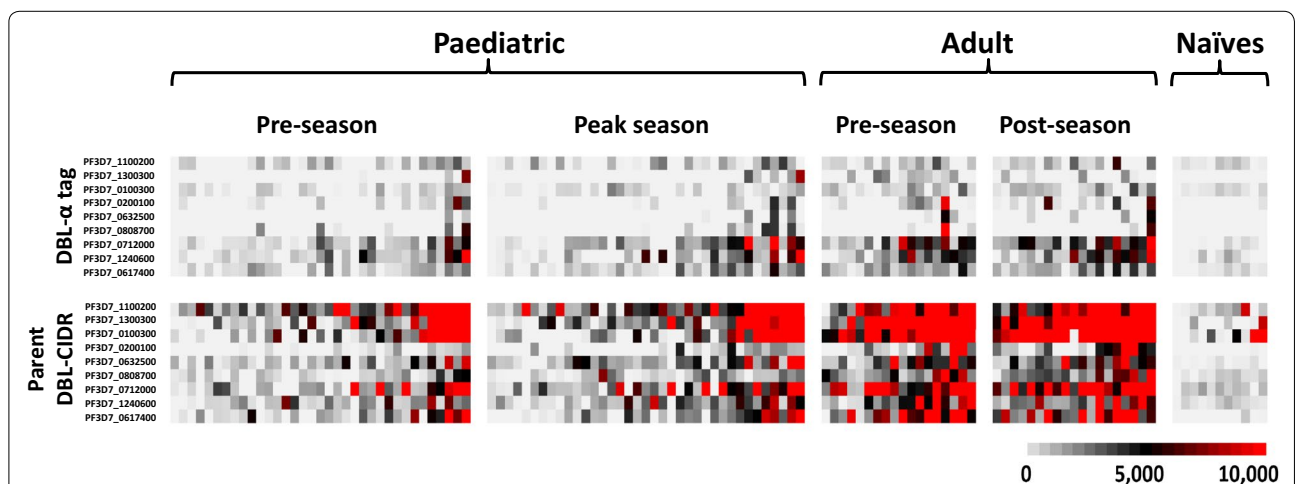 Paediatric Adult Naïves
Pre-season Peak season Pre-season Post-season
DBL-α tag
PF3D7_1100200
PF3D7_1300300
PF3D7_0100300
PF3D7_0200100
PF3D7_0632500
PF3D7_0808700
PF3D7_0712000
PF3D7_1240600
PF3D7_0617400
Parent
DBL-CIDR
PF3D7_1100200
PF3D7_1300300
PF3D7_0100300
PF3D7_0200100
PF3D7_0632500
PF3D7_0808700
PF3D7_0712000
PF3D7_1240600
PF3D7_0617400
0 5,000 10,000